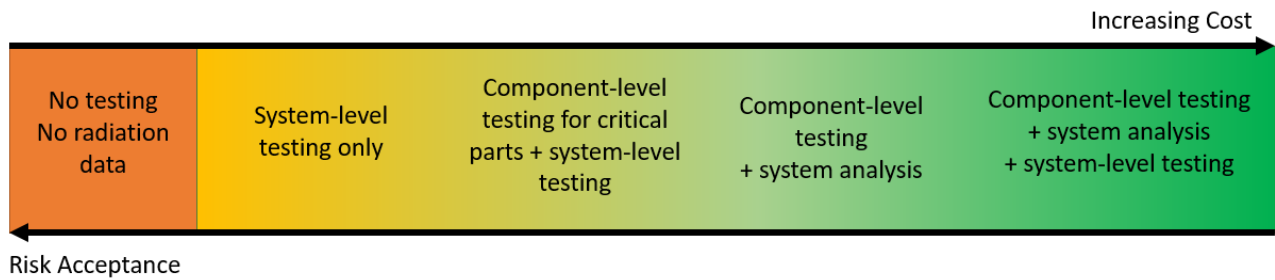 Increasing Cost
No testing
No radiation
data
System-level
testing only
Component-level
testing for critical
parts + system-level
testing
Component-level
testing
+ system analysis
Component-level testing
+ system analysis
+ system-level testing
Risk Acceptance